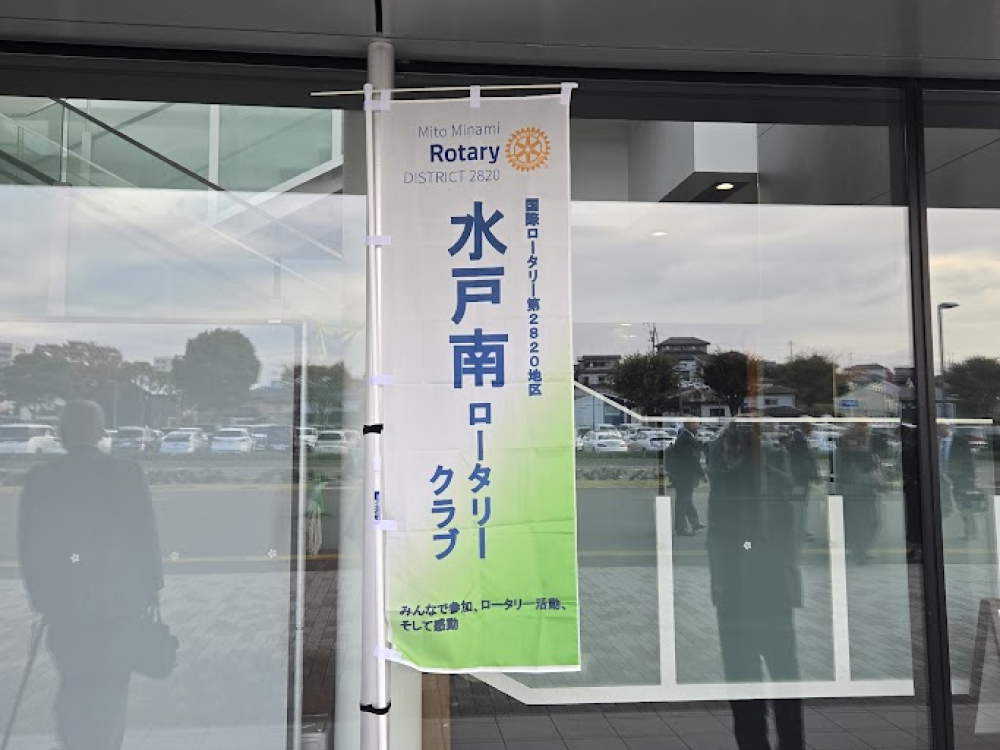 Mito Minami
Rotary
DISTRICT 2820
国際ロータリー第2820地区
水戸南ロータリー
クラブ
みんなで参加、ロータリー活動、
そして感動